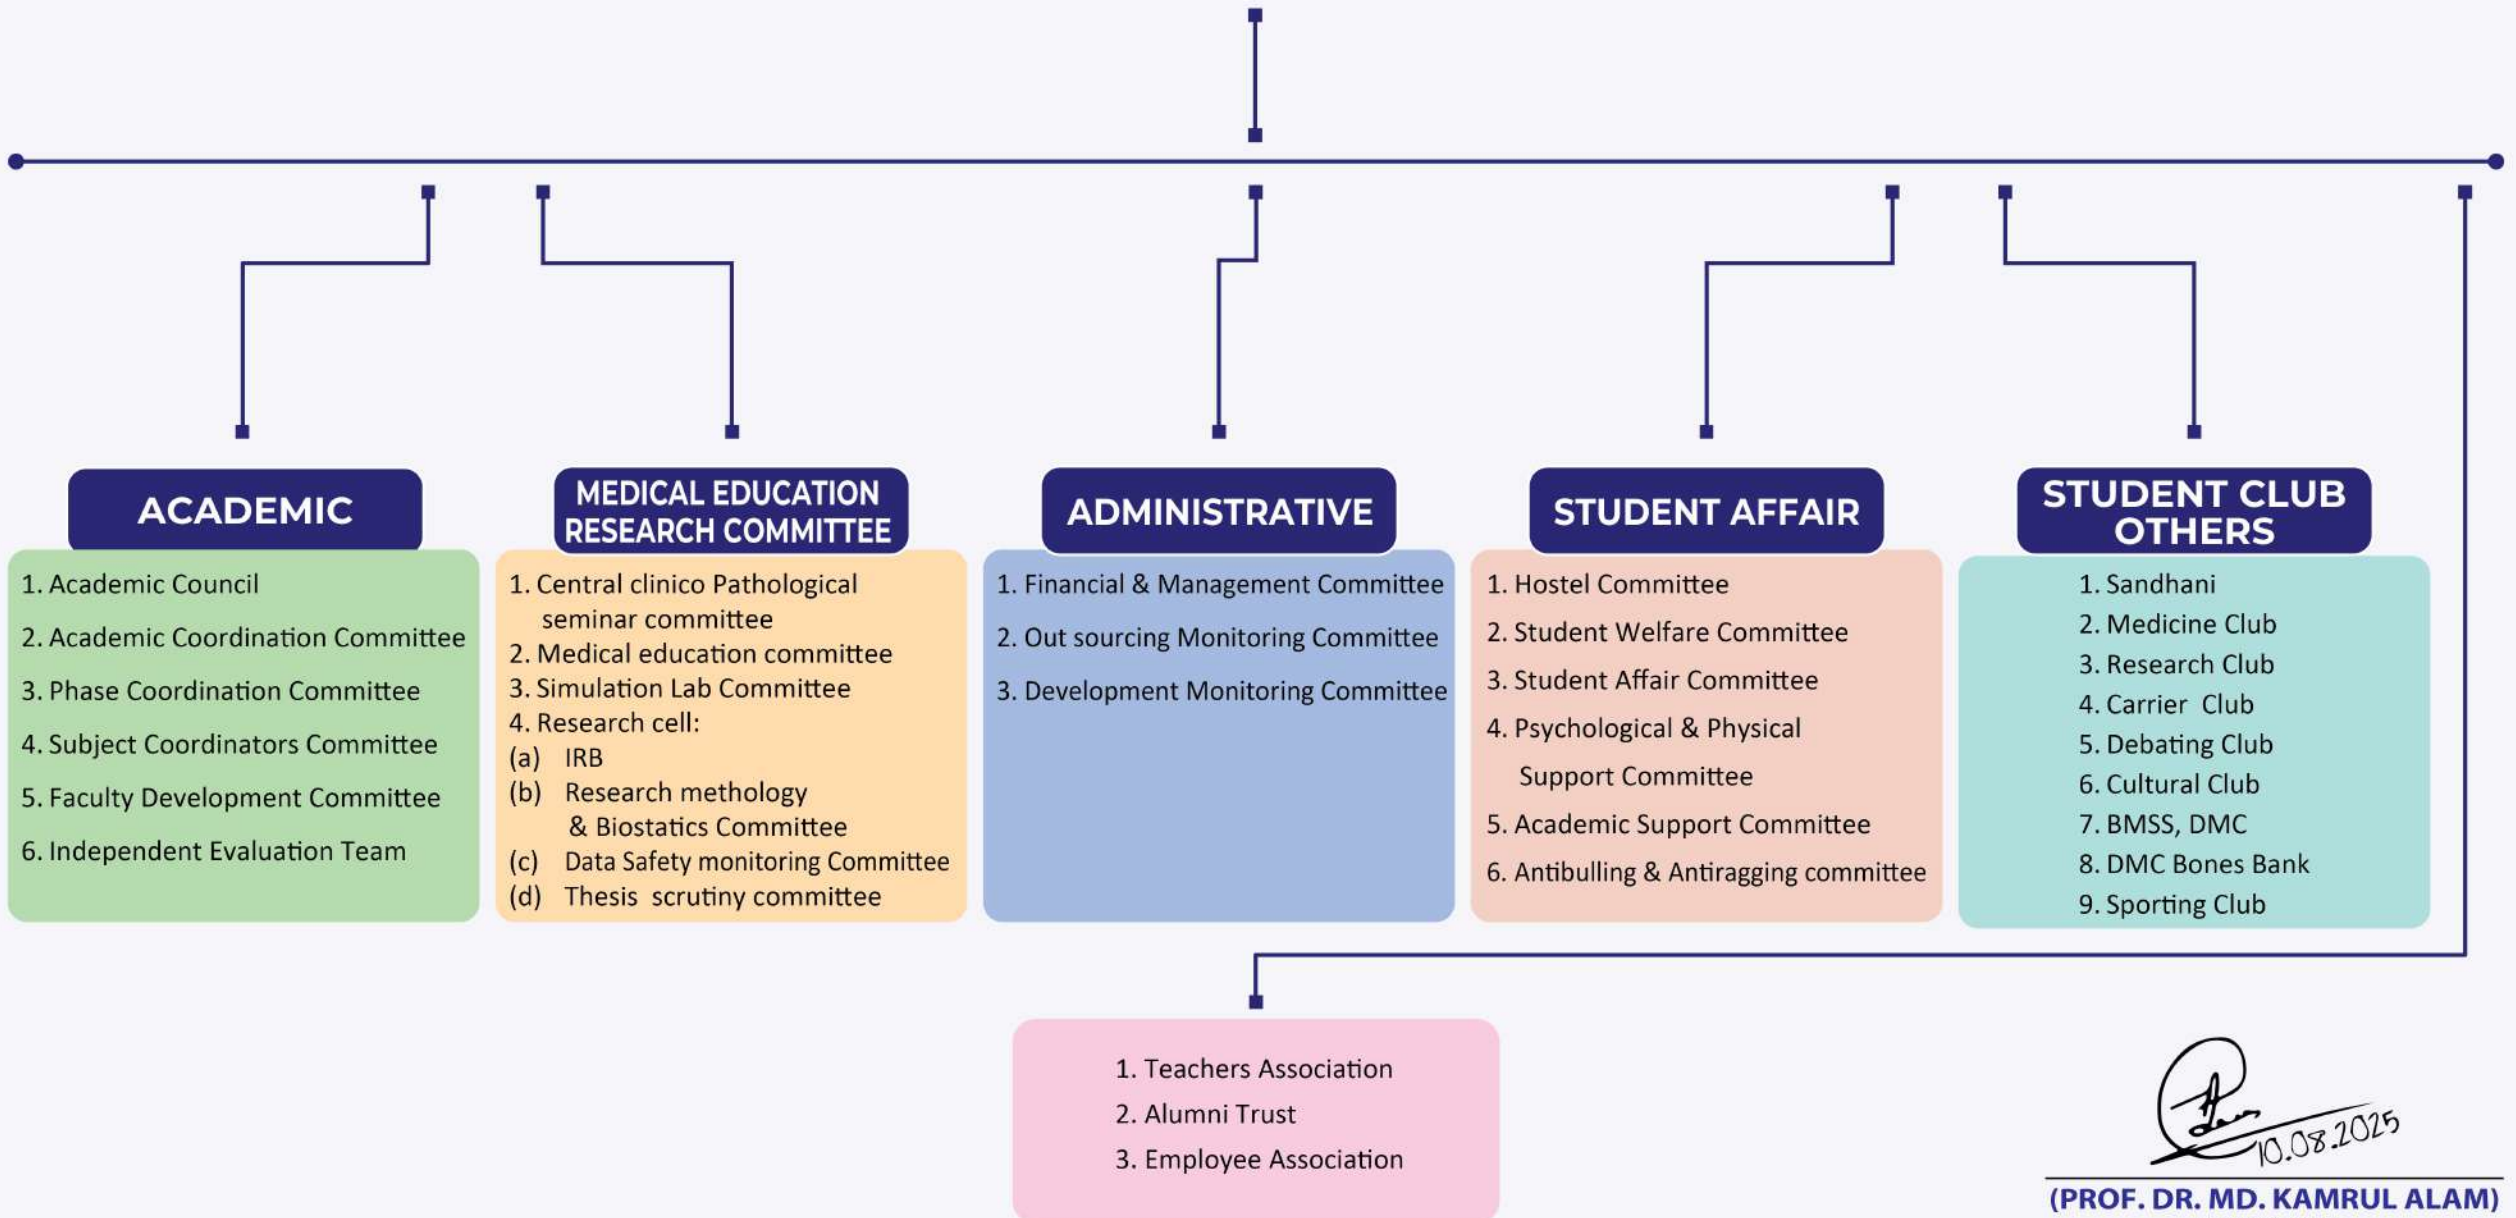 ACADEMIC
1. Academic Council
2. Academic Coordination Committee
3. Phase Coordination Committee
4. Subject Coordinators Committee
5. Faculty Development Committee
6. Independent Evaluation Team
MEDICAL EDUCATION
RESEARCH COMMITTEE
1. Central clinico Pathological
seminar committee
2. Medical education committee
3. Simulation Lab Committee
4. Research cell:
(a) IRB
(b) Research methology
& Biostatics Committee
(c) Data Safety monitoring Committee
(d) Thesis scrutiny committee
ADMINISTRATIVE
1. Financial & Management Committee
2. Out sourcing Monitoring Committee
3. Development Monitoring Committee
STUDENT AFFAIR
1. Hostel Committee
2. Student Welfare Committee
3. Student Affair Committee
4. Psychological & Physical
Support Committee
5. Academic Support Committee
6. Antibulling & Antiragging committee
STUDENT CLUB
OTHERS
1. Sandhani
2. Medicine Club
3. Research Club
4. Carrier Club
5. Debating Club
6. Cultural Club
7. BMSS, DMC
8. DMC Bones Bank
9. Sporting Club
1. Teachers Association
2. Alumni Trust
3. Employee Association
10.08.2025
(PROF. DR. MD. KAMRUL ALAM)